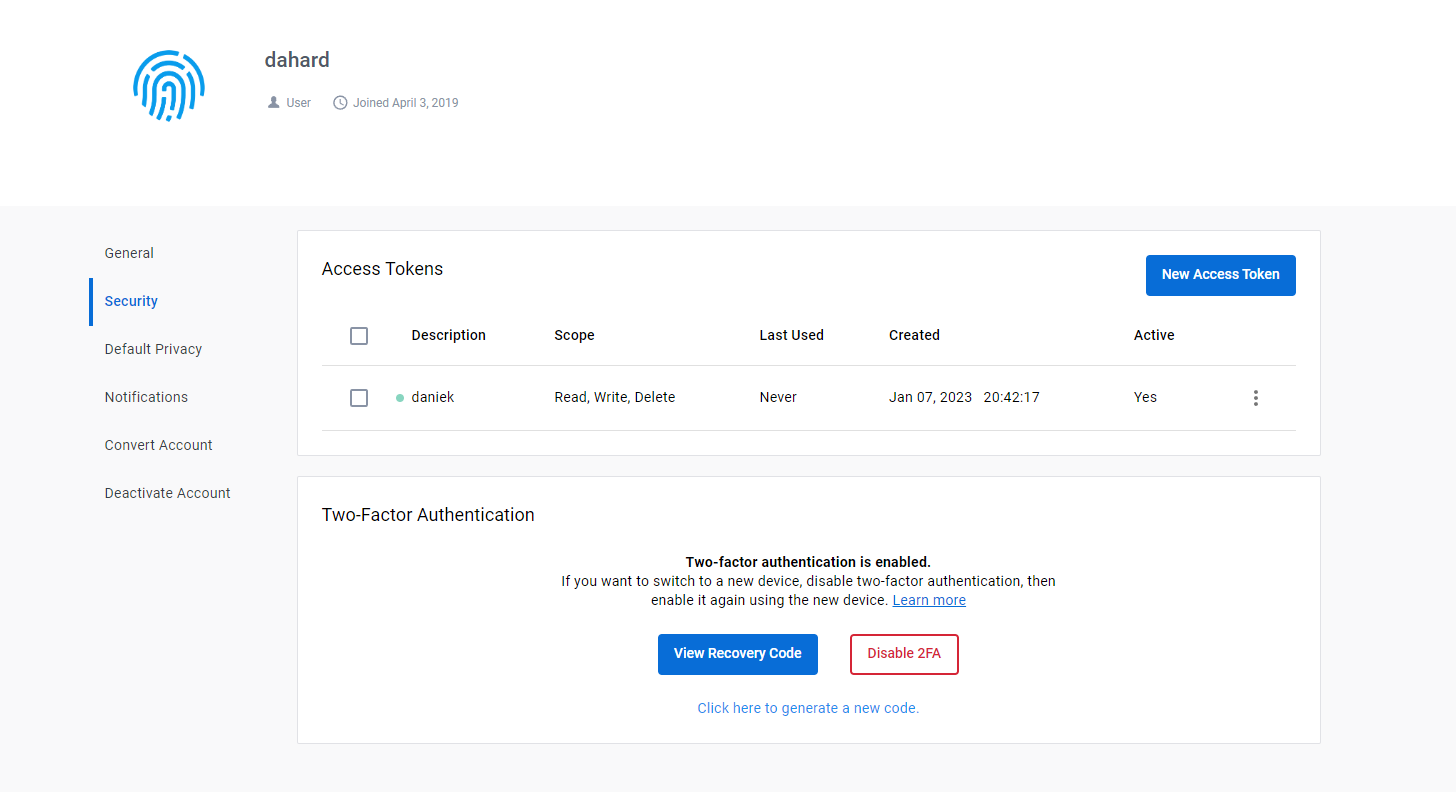 dahard
User Joined April 3, 2019
General
Security
Default Privacy
Notifications
Convert Account
Deactivate Account
Access Tokens
New Access Token
Description Scope Last Used Created Active
daniek Read, Write, Delete Never Jan 07, 2023 20:42:17 Yes
Two-Factor Authentication
Two-factor authentication is enabled.
If you want to switch to a new device, disable two-factor authentication, then
enable it again using the new device. Learn more
View Recovery Code Disable 2FA
Click here to generate a new code.